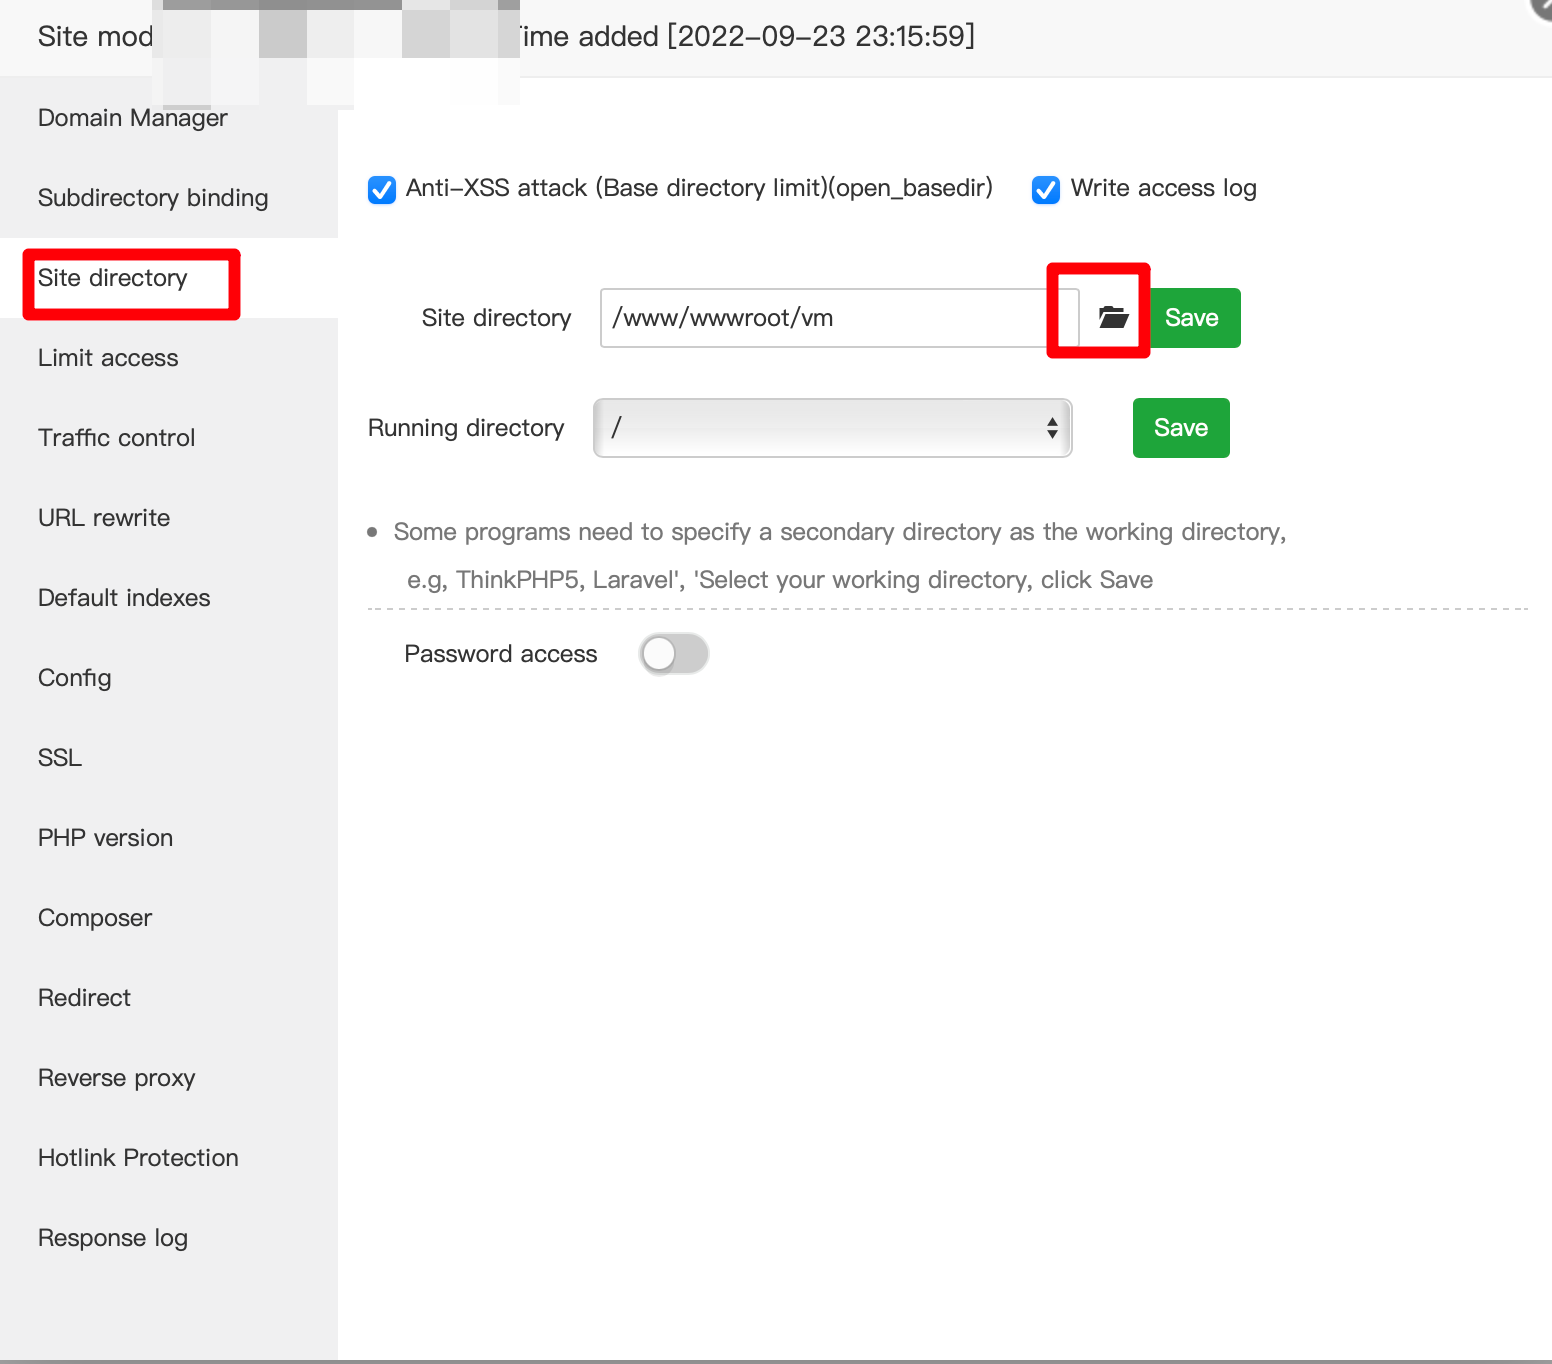 Site mod
Time added [2022-09-23 23:15:59]
Domain Manager
Subdirectory binding
Site directory
Limit access
Traffic control
URL rewrite
Default indexes
Config
SSL
PHP version
Composer
Redirect
Reverse proxy
Hotlink Protection
Response log
Anti-XSS attack (Base directory limit)(open_basedir)
Write access log
Site directory
/www/wwwroot/vm
Save
Running directory
/
Save
Some programs need to specify a secondary directory as the working directory,
e.g, ThinkPHP5, Laravel', 'Select your working directory, click Save
Password access